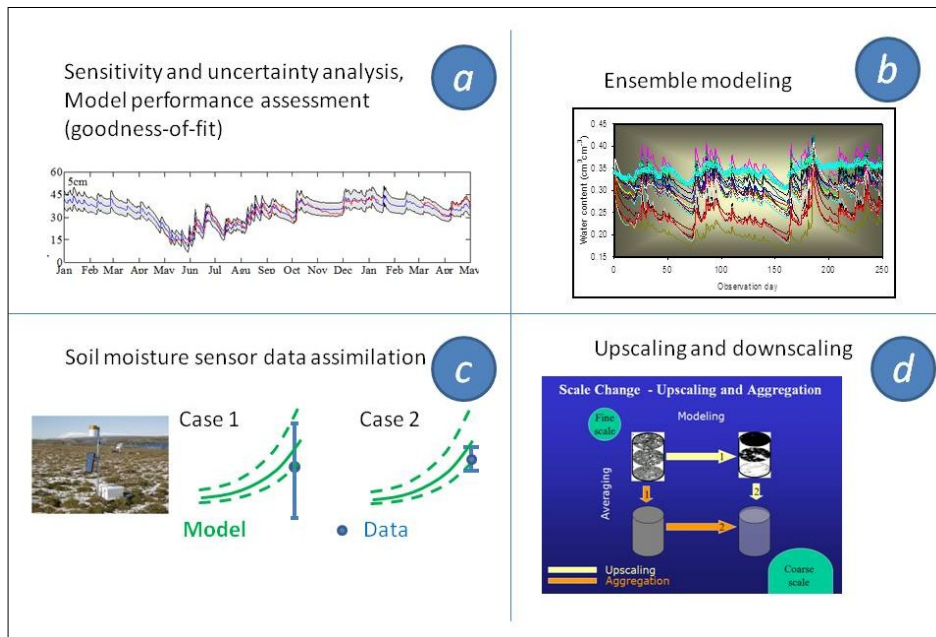 Sensitivity and uncertainty analysis,
Model performance assessment
(goodness-of-fit)
a
60
45
30
15
0
5cm
Jan Feb Mar Apr May Jun Jul Aug Sep Oct Nov Dec Jan Feb Mar Apr May
b
Ensemble modeling
Water content (cm³cm⁻³)
0.45
0.40
0.35
0.30
0.25
0.20
0.15
0 50 100 150 200 250
Observation day
Soil moisture sensor data assimilation
c
Case 1
Case 2
Model
Data
Upscaling and downscaling
d
Scale Change - Upscaling and Aggregation
Fine
scale
Modeling
1
Averaging
1
2
2
Upscaling
Aggregation
Coarse
scale